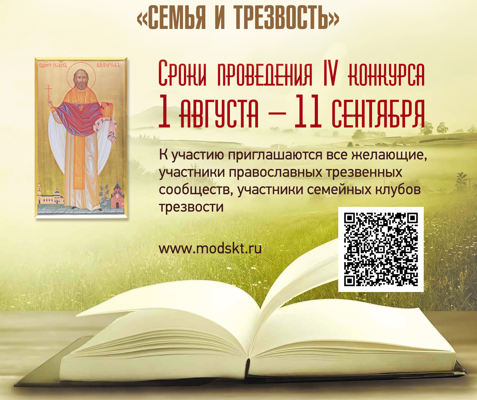 «СЕМЬЯ И ТРЕЗВОСТЬ»
СРОКИ ПРОВЕДЕНИЯ IV КОНКУРСА
1 АВГУСТА – 11 СЕНТЯБРЯ
К участию приглашаются все желающие,
участники православных трезвенных
сообществ, участники семейных клубов
трезвости
www.modskt.ru